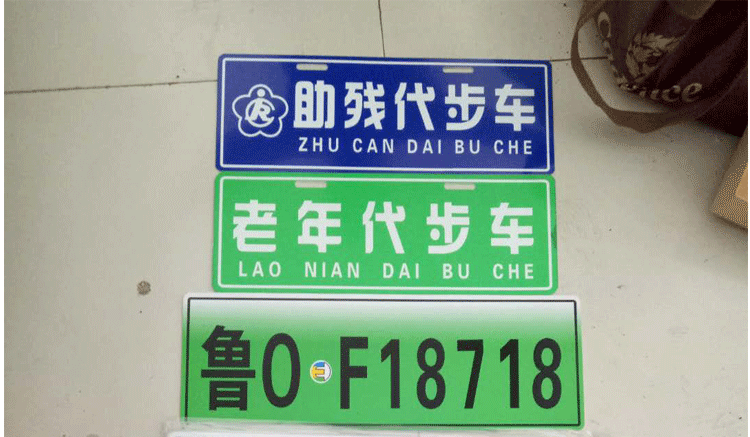 助残代步车
ZHU CAN DAI BU CHE
老年代步车
LAO NIAN DAI BU CHE
鲁O·F18718